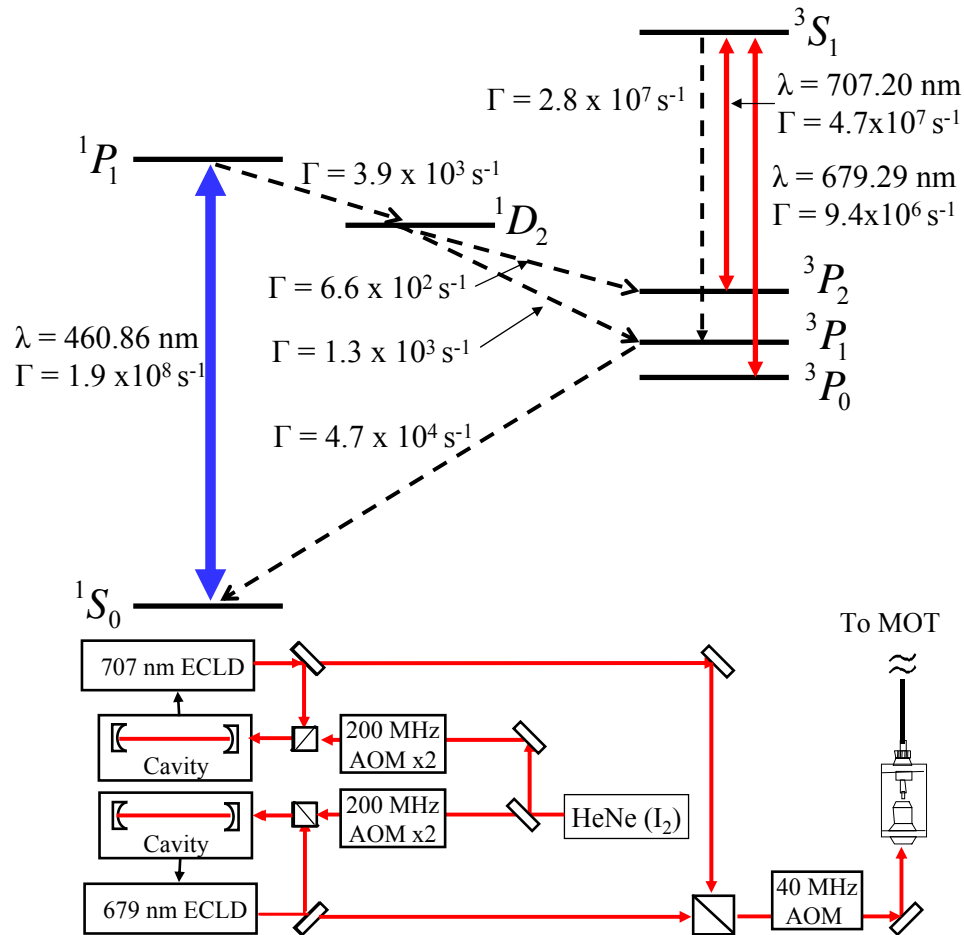 ³S₁
Γ = 2.8 x 10⁷ s⁻¹
λ = 707.20 nm
Γ = 4.7x10⁷ s⁻¹
¹P₁
Γ = 3.9 x 10³ s⁻¹
λ = 679.29 nm
Γ = 9.4x10⁶ s⁻¹
¹D₂
³P₂
Γ = 6.6 x 10² s⁻¹
³P₁
λ = 460.86 nm
Γ = 1.9 x10⁸ s⁻¹
Γ = 1.3 x 10³ s⁻¹
³P₀
Γ = 4.7 x 10⁴ s⁻¹
¹S₀
To MOT
707 nm ECLD
200 MHz
AOM x2
Cavity
200 MHz
AOM x2
HeNe (I₂)
Cavity
679 nm ECLD
40 MHz
AOM